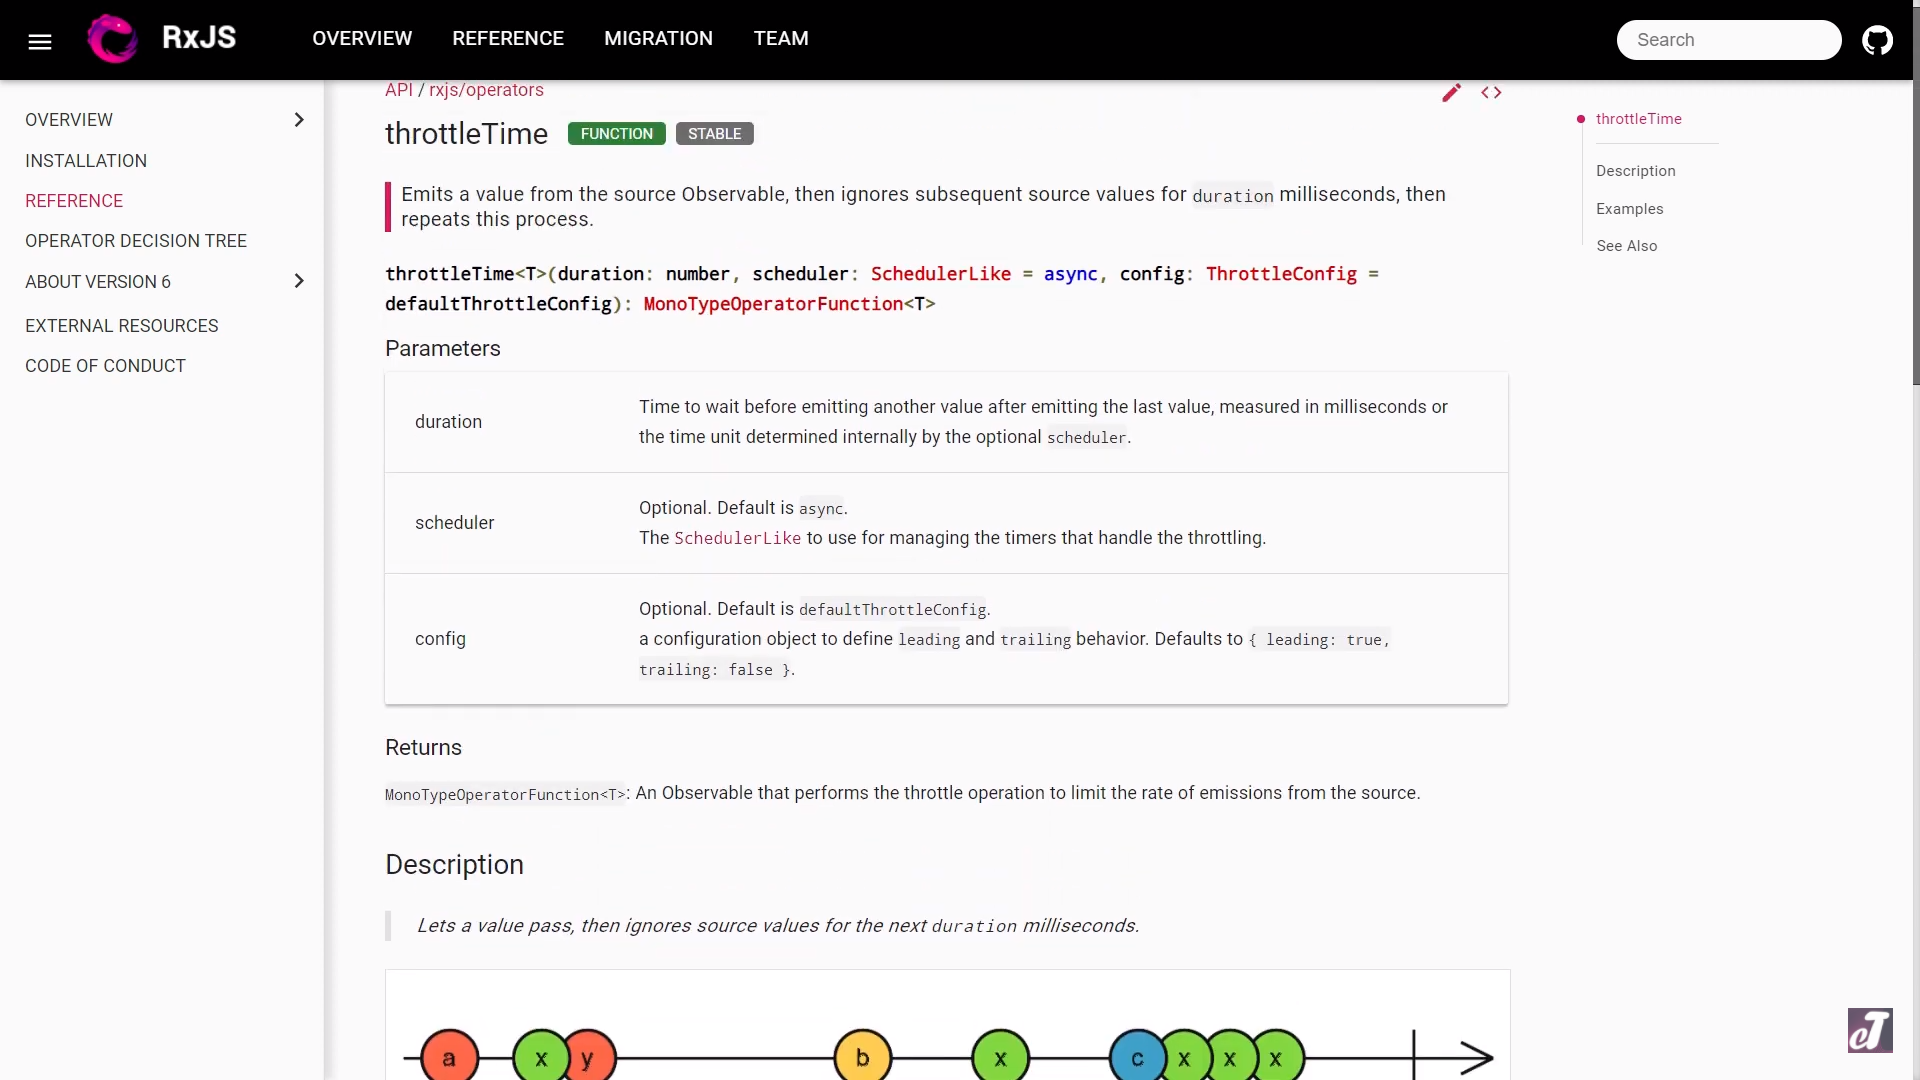 RxJS
OVERVIEW REFERENCE MIGRATION TEAM
Search
OVERVIEW
INSTALLATION
REFERENCE
OPERATOR DECISION TREE
ABOUT VERSION 6
EXTERNAL RESOURCES
CODE OF CONDUCT
API / rxjs/operators
throttleTime FUNCTION STABLE
Emits a value from the source Observable, then ignores subsequent source values for duration milliseconds, then
repeats this process.
throttleTime<T>(duration: number, scheduler: SchedulerLike = async, config: ThrottleConfig =
defaultThrottleConfig): MonoTypeOperatorFunction<T>
Parameters
duration
Time to wait before emitting another value after emitting the last value, measured in milliseconds or
the time unit determined internally by the optional scheduler.
scheduler
Optional. Default is async.
The SchedulerLike to use for managing the timers that handle the throttling.
config
Optional. Default is defaultThrottleConfig.
a configuration object to define leading and trailing behavior. Defaults to { leading: true,
trailing: false }.
Returns
MonoTypeOperatorFunction<T>: An Observable that performs the throttle operation to limit the rate of emissions from the source.
Description
Lets a value pass, then ignores source values for the next duration milliseconds.
a x y b x c x x x
throttleTime
Description
Examples
See Also
cT